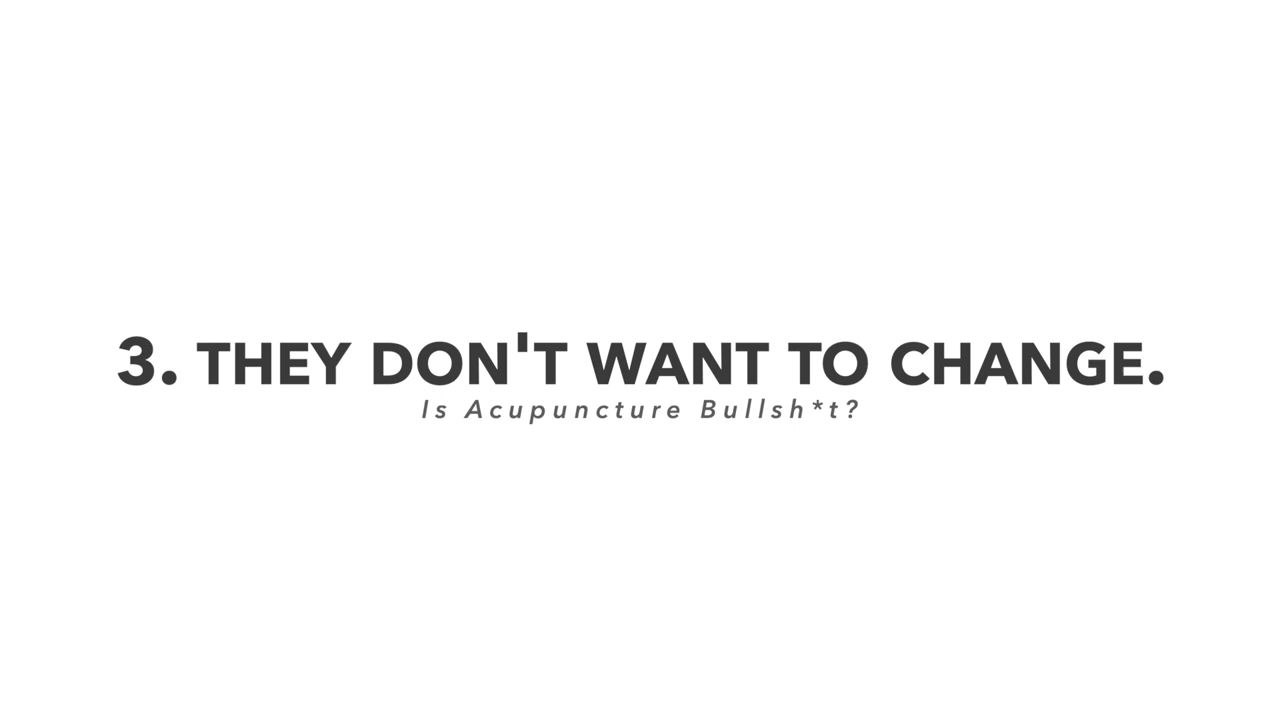 3. THEY DON'T WANT TO CHANGE.
Is Acupuncture Bullsh*t?